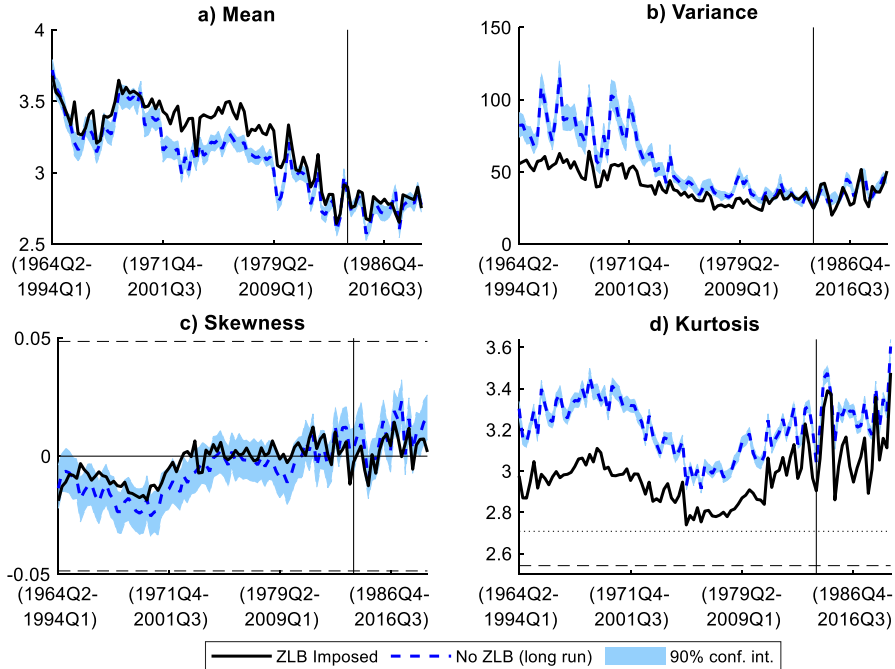 a) Mean
b) Variance
4
3.5
3
2.5
150
100
50
0
(1964Q2-
1994Q1)
(1971Q4-
2001Q3)
(1979Q2-
2009Q1)
(1986Q4-
2016Q3)
(1964Q2-
1994Q1)
(1971Q4-
2001Q3)
(1979Q2-
2009Q1)
(1986Q4-
2016Q3)
c) Skewness
d) Kurtosis
0.05
0
-0.05
3.6
3.4
3.2
3
2.8
2.6
(1964Q2-
1994Q1)
(1971Q4-
2001Q3)
(1979Q2-
2009Q1)
(1986Q4-
2016Q3)
(1964Q2-
1994Q1)
(1971Q4-
2001Q3)
(1979Q2-
2009Q1)
(1986Q4-
2016Q3)
ZLB Imposed
No ZLB (long run)
90% conf. int.